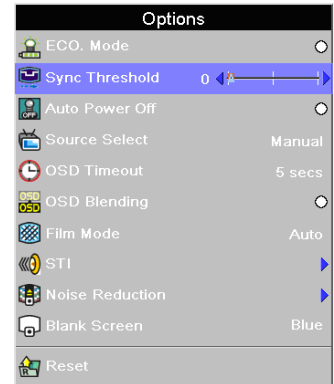 Options
ECO. Mode
Sync Threshold 0
OFF
Auto Power Off
Source Select Manual
OSD Timeout 5 secs
OSD
OSD
OSD Blending
Film Mode Auto
STI
Noise Reduction
Blank Screen Blue
R
Reset